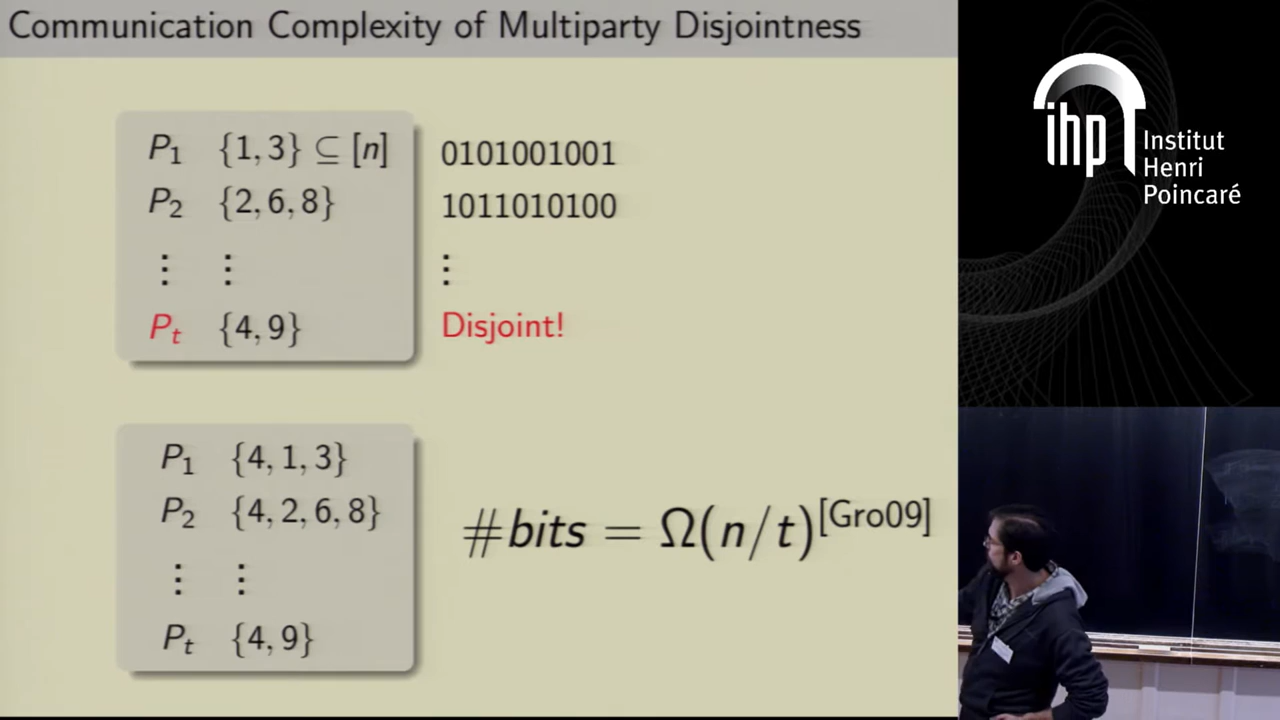 Communication Complexity of Multiparty Disjointness
P₁ {1, 3} ⊆ [n] 0101001001
P₂ {2, 6, 8} 1011010100
⋮ ⋮ ⋮
Pₜ {4, 9} Disjoint!
P₁ {4, 1, 3}
P₂ {4, 2, 6, 8}
⋮ ⋮
Pₜ {4, 9}
#bits = Ω(n/t)[Gro09]
ihp Institut
Henri
Poincaré